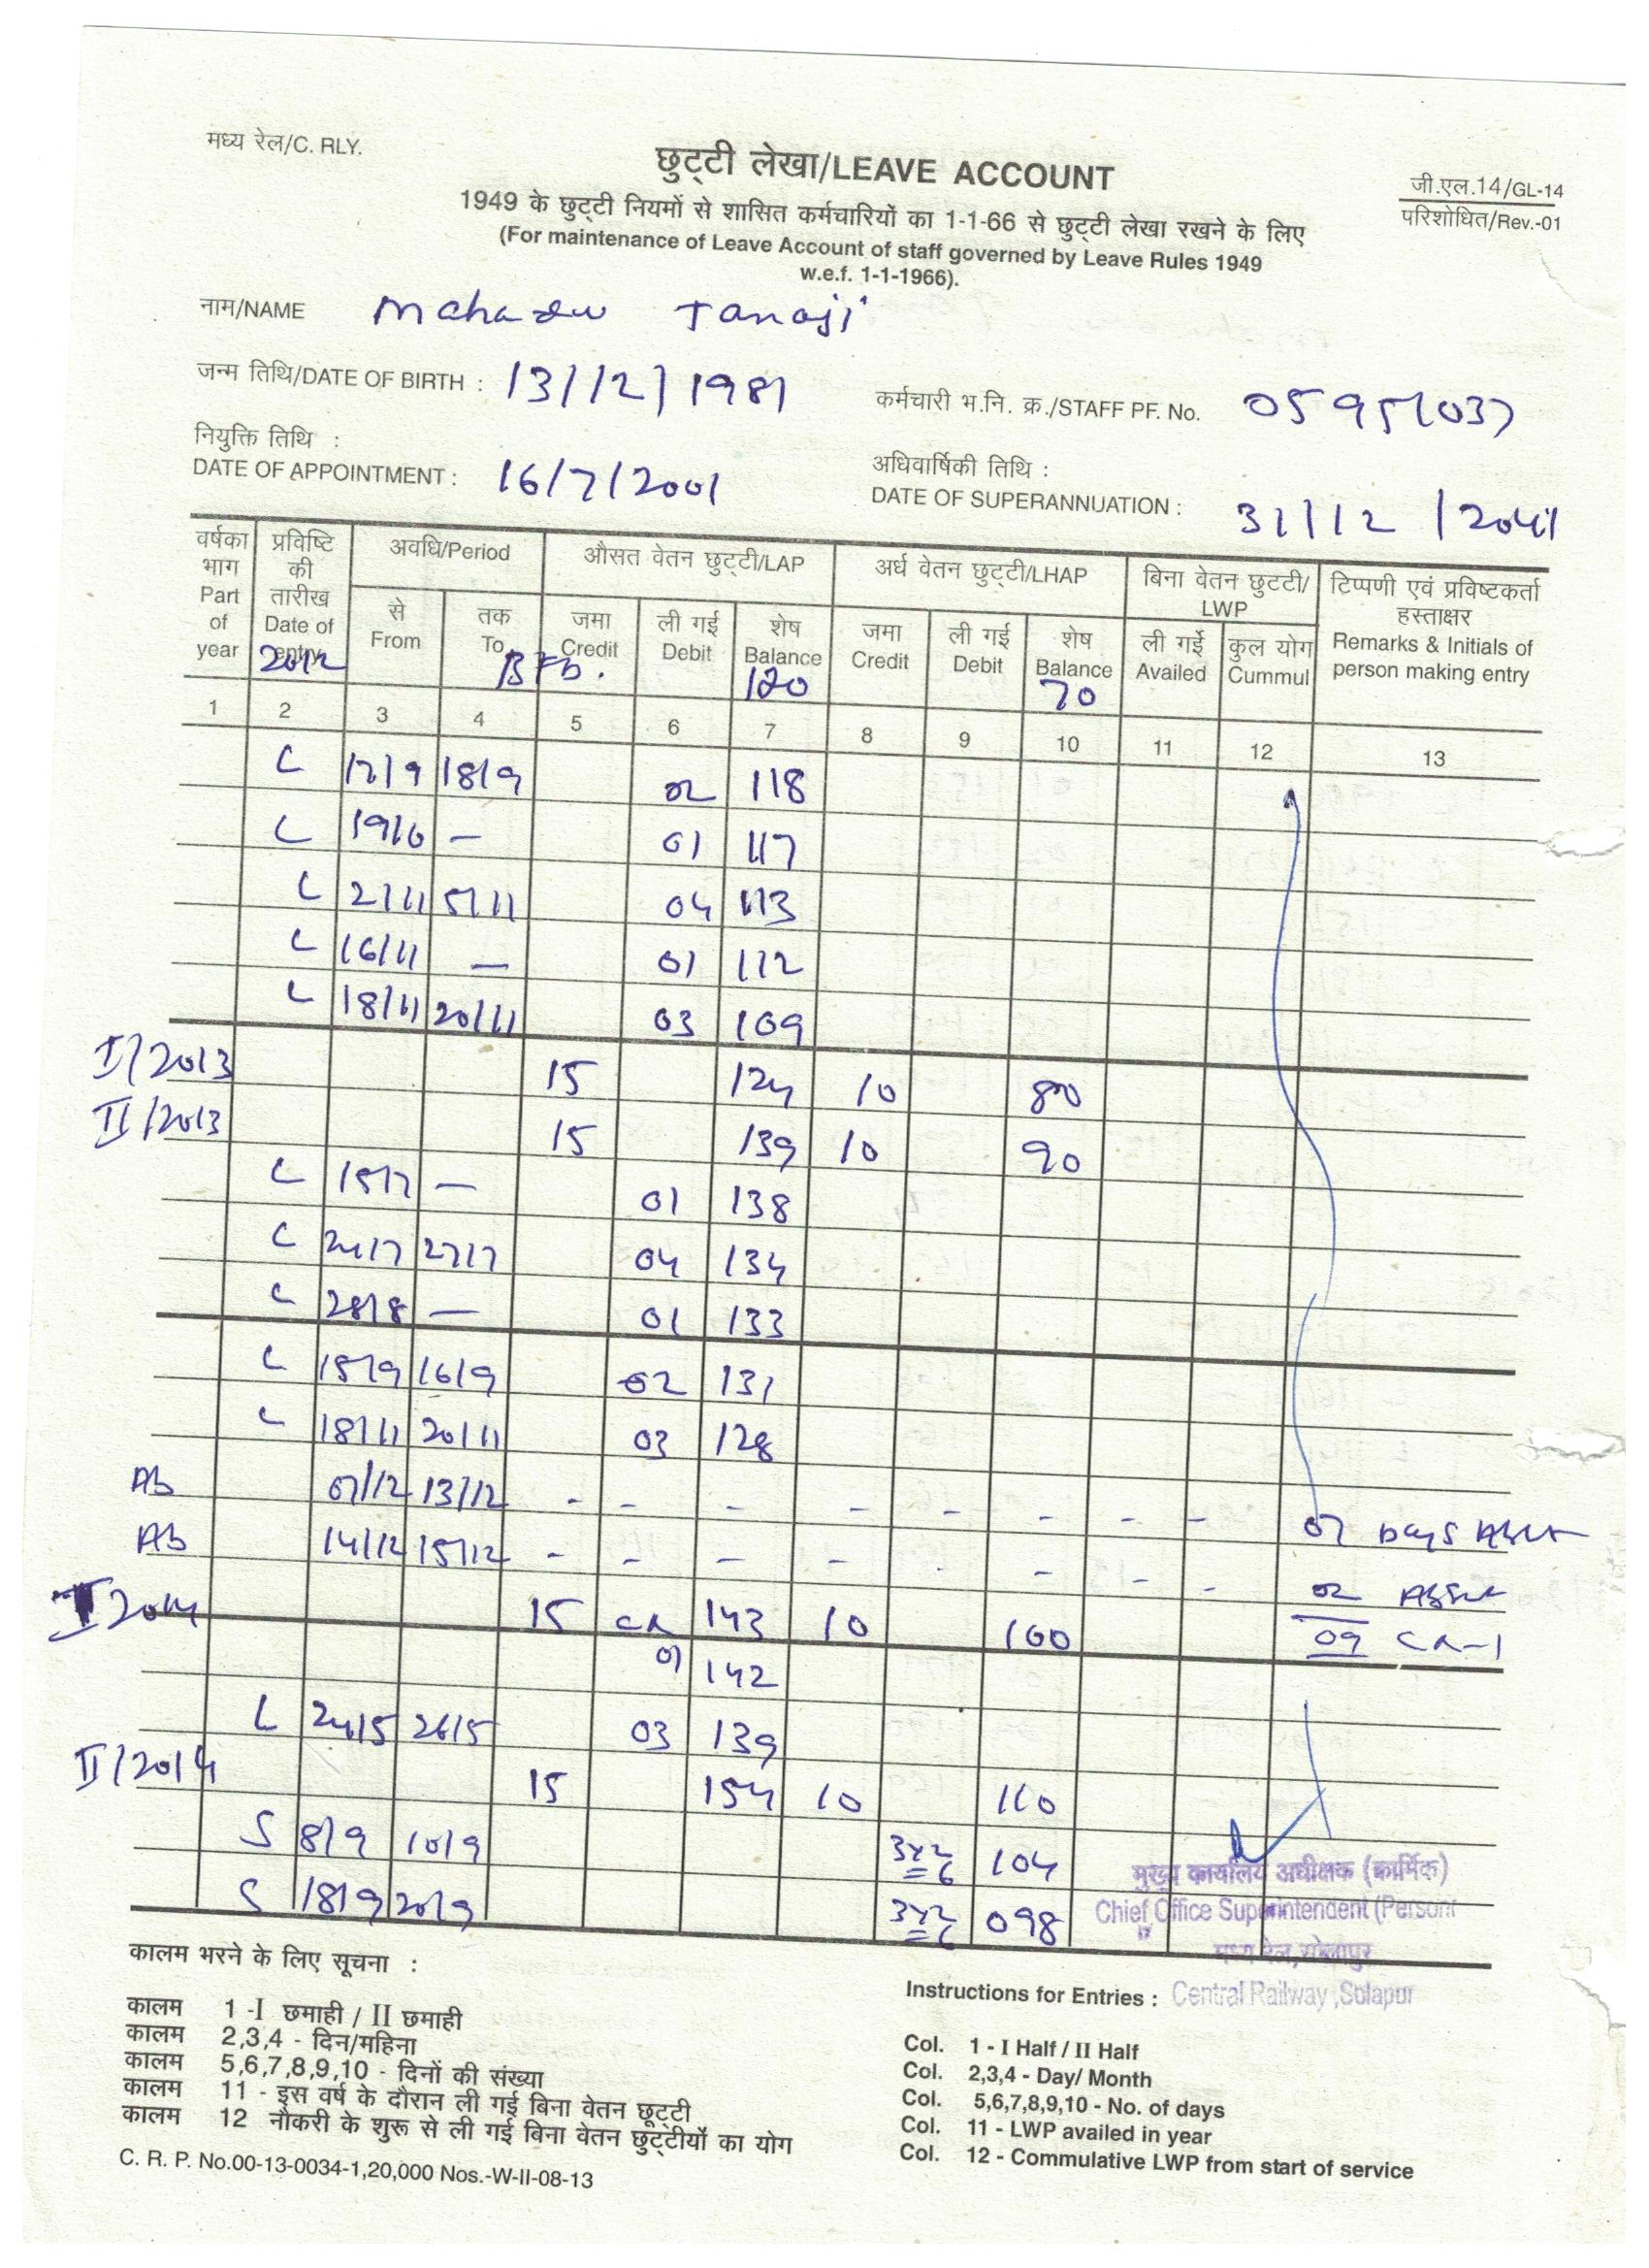 मध्य रेल/C. RLY.
छुट्टी लेखा/LEAVE ACCOUNT
जी.एल.14/GL-14
परिशोधित/Rev.-01
1949 के छुट्टी नियमों से शासित कर्मचारियों का 1-1-66 से छुट्टी लेखा रखने के लिए
(For maintenance of Leave Account of staff governed by Leave Rules 1949
w.e.f. 1-1-1966).
नाम/NAME Mahadev Tanaji
जन्म तिथि/DATE OF BIRTH : 13/12/1981 कर्मचारी भ.नि. क्र./STAFF PF. No.
नियुक्ति तिथि : अधिवार्षिकी तिथि :
DATE OF APPOINTMENT : 16/7/2001 DATE OF SUPERANNUATION : 31/12/2041
वर्षका भाग Part of year प्रविष्टि की तारीख Date of entry अवधि/Period औसत वेतन छुट्टी/LAP अर्ध वेतन छुट्टी/LHAP बिना वेतन छुटटी/LWP टिप्पणी एवं प्रविष्टकर्ता हस्ताक्षर Remarks & Initials of person making entry
से From तक To जमा Credit ली गई Debit शेष Balance जमा Credit ली गई Debit शेष Balance ली गईे Availed कुल योग Cummul
2012 BFD. 120 70
1 2 3 4 5 6 7 8 9 10 11 12 13
L 17/9 18/9 02 118
L 19/6 — 01 117
L 2/11 5/11 04 113
L 16/11 — 01 112
L 18/11 20/11 03 109
I/2013 15 124 10 80
II/2013 15 139 10 90
L 15/7 — 01 138
L 24/7 27/7 04 134
L 28/8 — 01 133
L 15/9 16/9 02 131
L 18/11 20/11 03 128
Ab 07/12 13/12 - - - - - - - - 07 Days Absent
Ab 14/12 15/12 - - - - - - - 02 Absent
I 2014 15 CR 143 10 100 09 CR-1
01 142
L 24/5 26/5 03 139
II/2014 15 154 10 110
S 8/9 10/9 3x2=6 104
S 18/9 20/9 3x2=6 098
मुख्य कार्यालय अधीक्षक (कार्मिक)
Chief Office Superintendent (Personn
मध्य रेल, सोलापुर
Central Railway, Solapur
कालम भरने के लिए सूचना :
कालम 1 -I छमाही / II छमाही
कालम 2,3,4 - दिन/महिना
कालम 5,6,7,8,9,10 - दिनों की संख्या
कालम 11 - इस वर्ष के दौरान ली गई बिना वेतन छूट्टी
कालम 12 नौकरी के शुरू से ली गई बिना वेतन छुट्टीयों का योग
C. R. P. No.00-13-0034-1,20,000 Nos.-W-II-08-13
Instructions for Entries :
Col. 1 - I Half / II Half
Col. 2,3,4 - Day/ Month
Col. 5,6,7,8,9,10 - No. of days
Col. 11 - LWP availed in year
Col. 12 - Commulative LWP from start of service